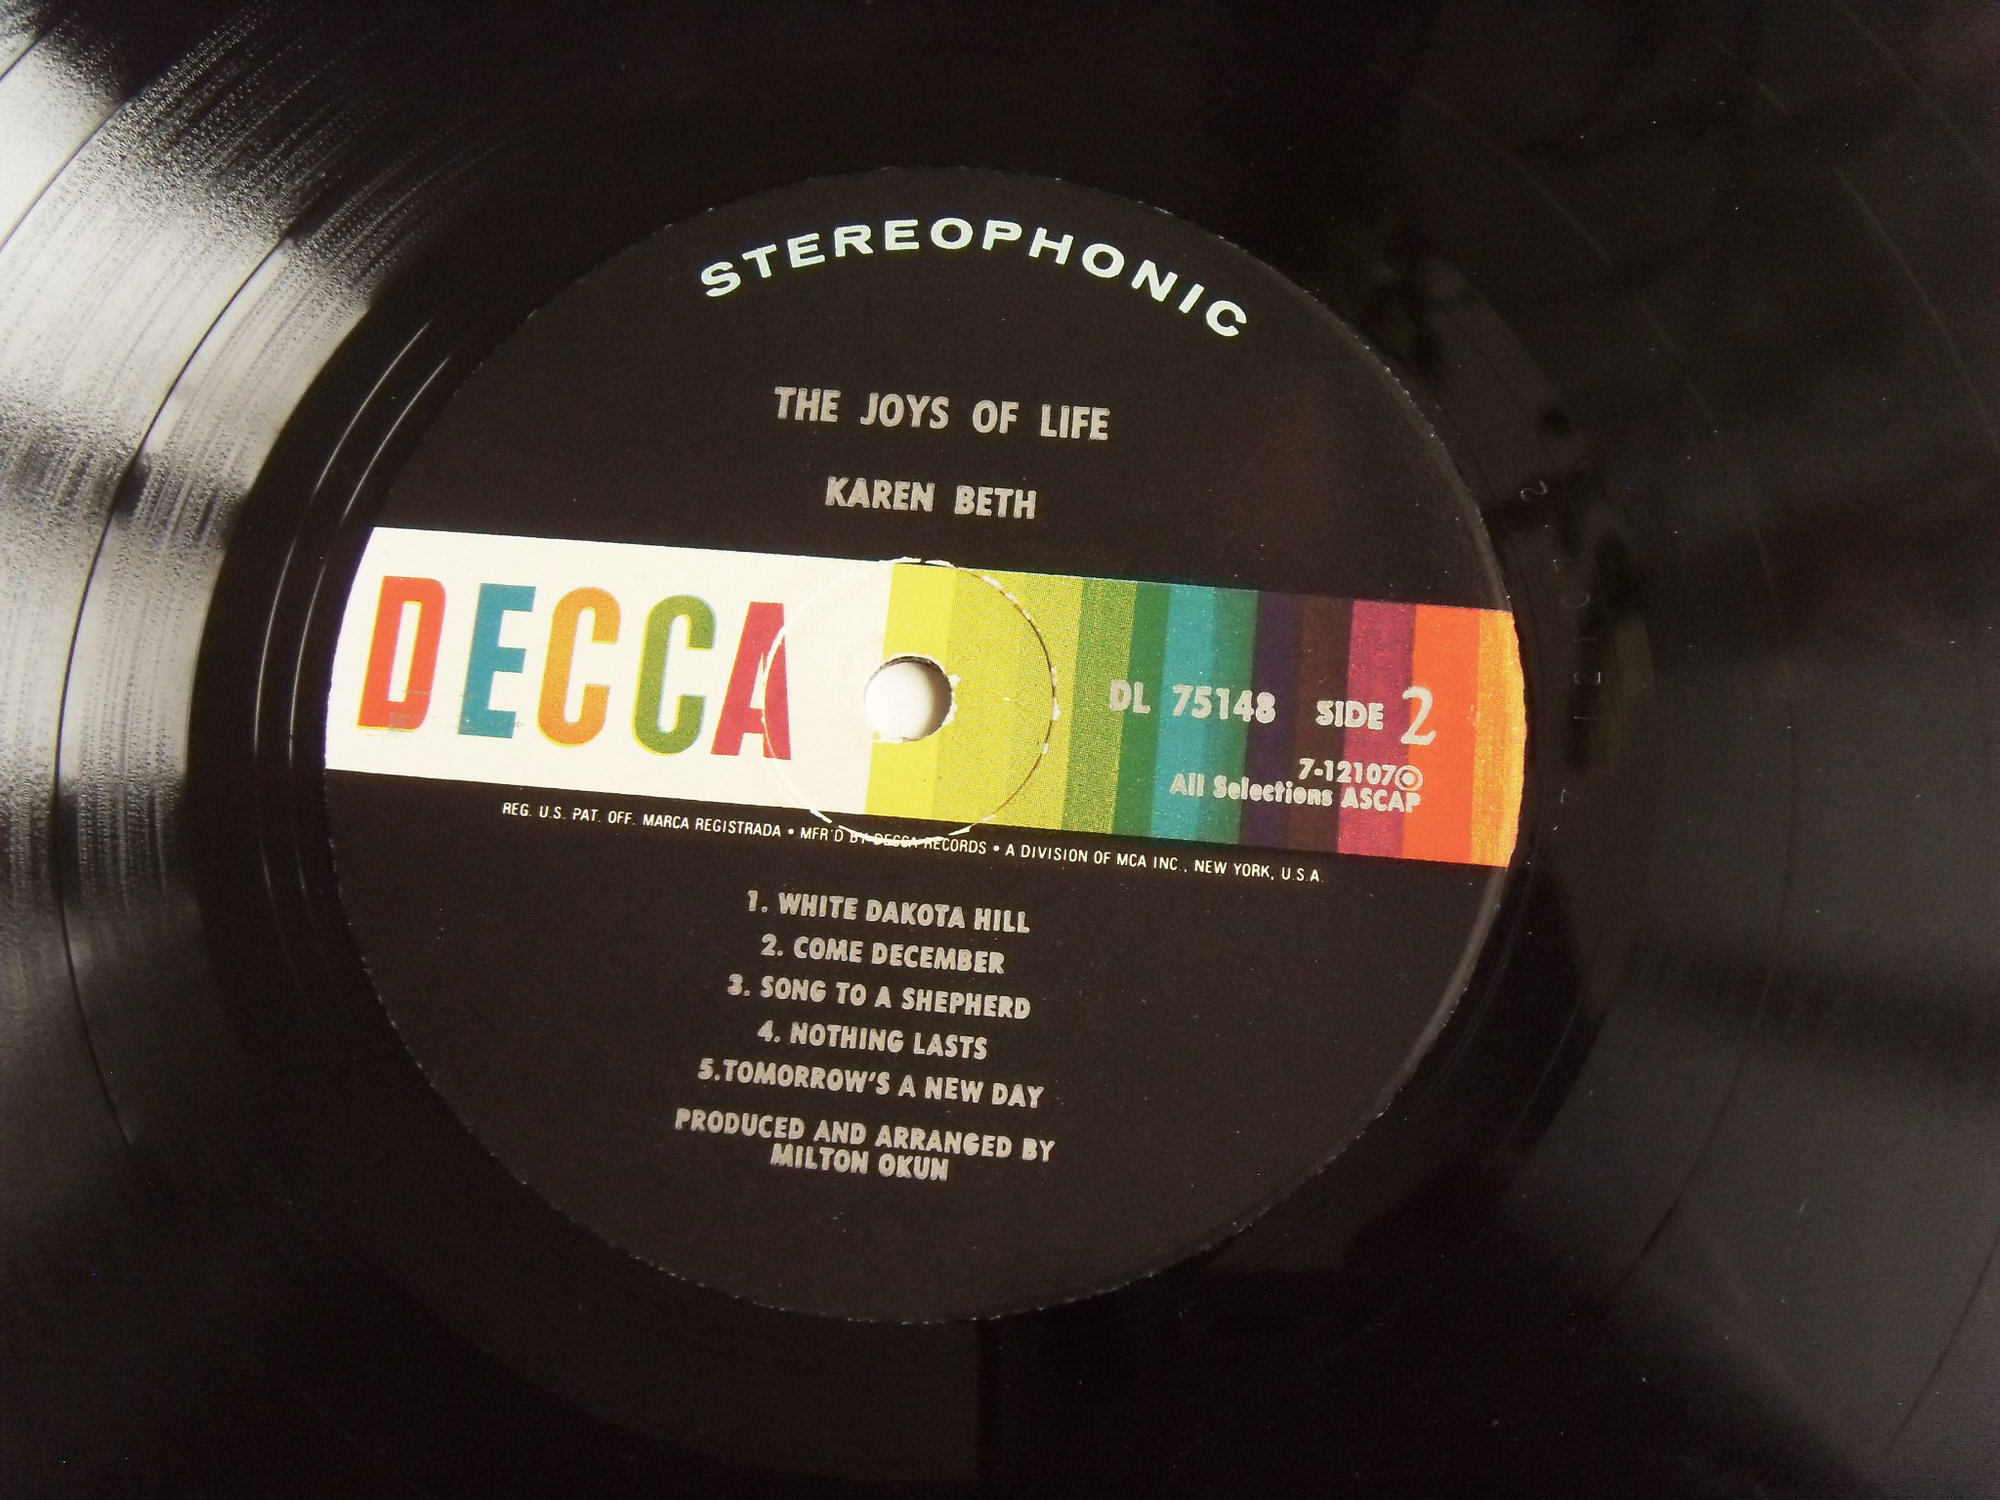 STEREOPHONIC
THE JOYS OF LIFE
KAREN BETH
DECCA
DL 75148 SIDE 2
7-12107
All Selections ASCAP
REG. U.S. PAT. OFF. MARCA REGISTRADA • MFR'D BY DECCA RECORDS • A DIVISION OF MCA INC., NEW YORK, U.S.A.
1. WHITE DAKOTA HILL
2. COME DECEMBER
3. SONG TO A SHEPHERD
4. NOTHING LASTS
5.TOMORROW'S A NEW DAY
PRODUCED AND ARRANGED BY
MILTON OKUN